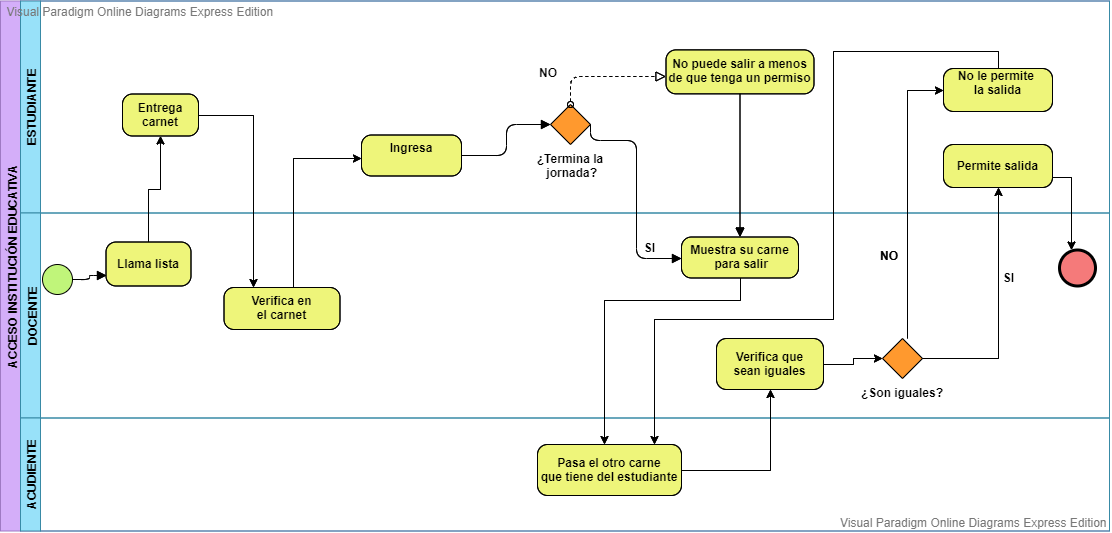 Visual Paradigm Online Diagrams Express Edition
ACCESO INSTITUCIÓN EDUCATIVA
ESTUDIANTE
Entrega
carnet
Ingresa
NO
¿Termina la
jornada?
No puede salir a menos
de que tenga un permiso
No le permite
la salida
Permite salida
DOCENTE
Llama lista
Verifica en
el carnet
SI
Muestra su carne
para salir
Verifica que
sean iguales
NO
¿Son iguales?
SI
ACUDIENTE
Pasa el otro carne
que tiene del estudiante
Visual Paradigm Online Diagrams Express Edition